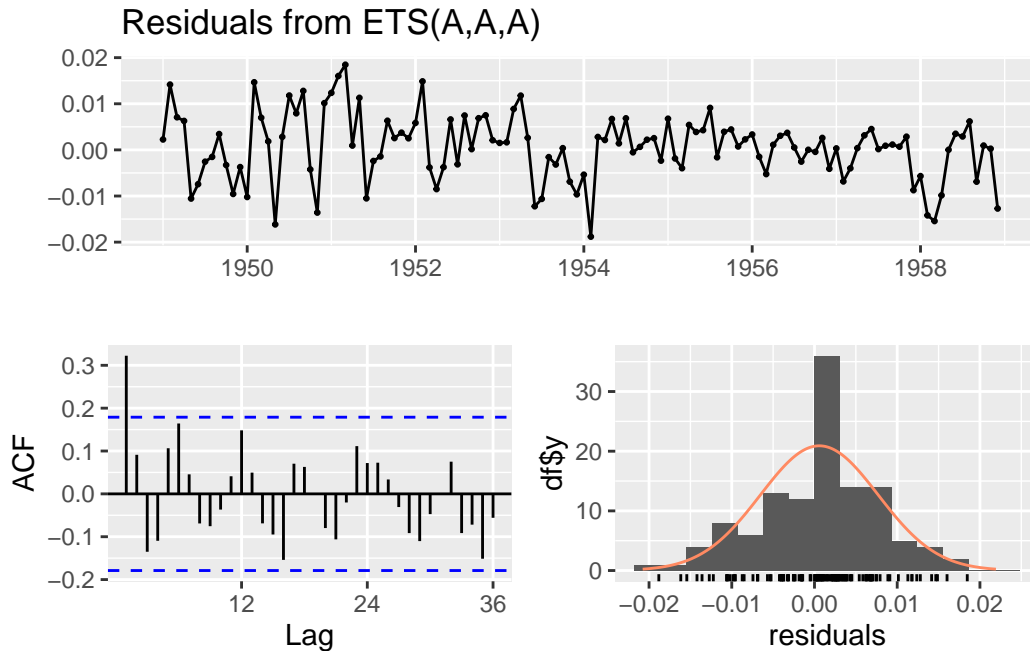 Residuals from ETS(A,A,A)
0.02
0.01
0.00
−0.01
−0.02
1950 1952 1954 1956 1958
ACF
0.3
0.2
0.1
0.0
−0.1
−0.2
12 24 36
Lag
df$y
30
20
10
0
−0.02 −0.01 0.00 0.01 0.02
residuals